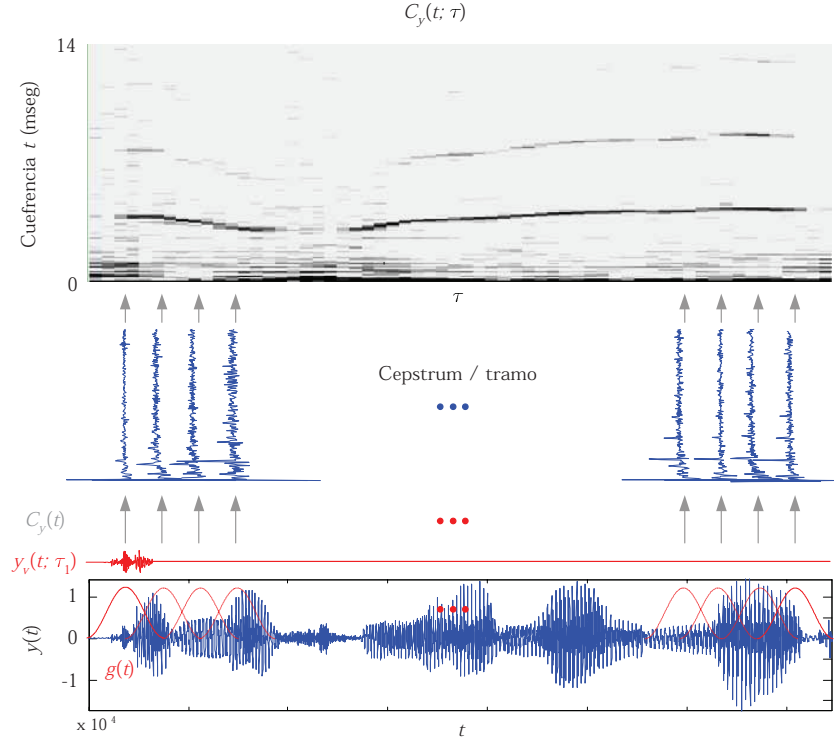 C_y(t; τ)
14
Cuefrencia t (mseg)
0
τ
Cepstrum / tramo
C_y(t)
y_v(t; τ_1)
1
0
-1
y(t)
g(t)
x 10^4
t